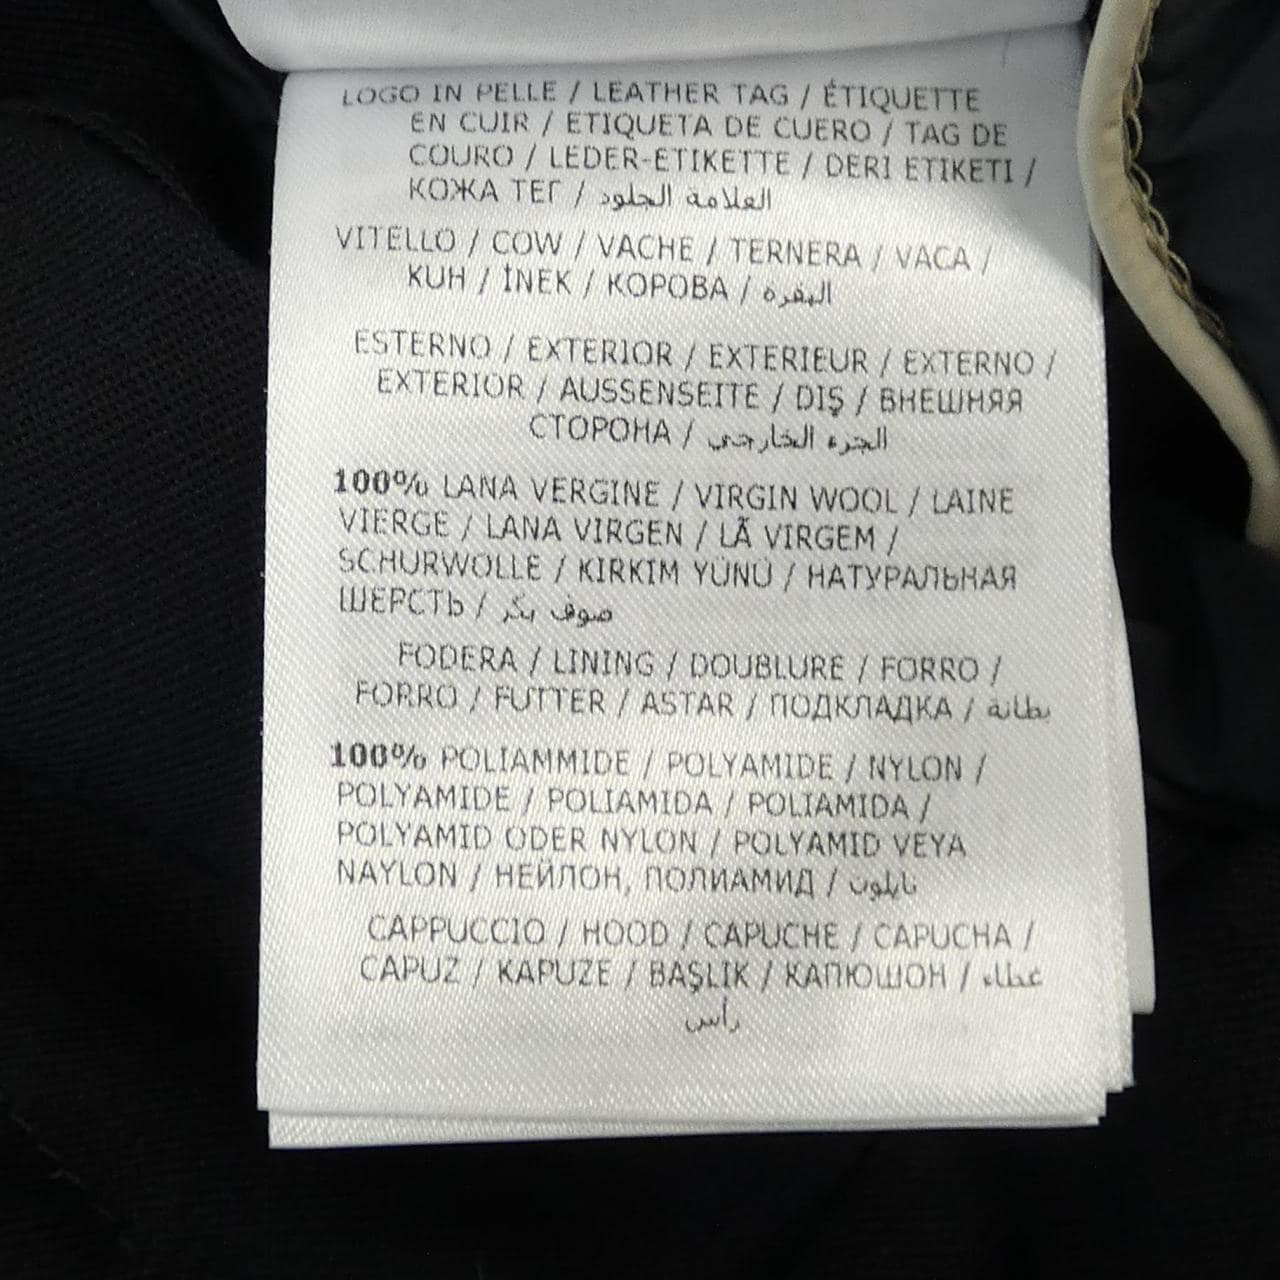 LOGO IN PELLE / LEATHER TAG / ÉTIQUETTE
EN CUIR / ETIQUETA DE CUERO / TAG DE
COURO / LEDER-ETIKETTE / DERI ETIKETI /
КОЖА ТЕГ / العلامة الجلود
VITELLO / COW / VACHE / TERNERA / VACA /
KUH / İNEK / КОРОВА / البقرة
ESTERNO / EXTERIOR / EXTERIEUR / EXTERNO /
EXTERIOR / AUSSENSEITE / DIŞ / ВНЕШНЯЯ
СТОРОНА / الجزء الخارجي
100% LANA VERGINE / VIRGIN WOOL / LAINE
VIERGE / LANA VIRGEN / LÃ VIRGEM /
SCHURWOLLE / KIRKIM YÜNÜ / НАТУРАЛЬНАЯ
ШЕРСТЬ / صوف بكر
FODERA / LINING / DOUBLURE / FORRO /
FORRO / FUTTER / ASTAR / ПОДКЛАДКА / بطانة
100% POLIAMMIDE / POLYAMIDE / NYLON /
POLYAMIDE / POLIAMIDA / POLIAMIDA /
POLYAMID ODER NYLON / POLYAMID VEYA
NAYLON / НЕЙЛОН, ПОЛИАМИД / نايلون
CAPPUCCIO / HOOD / CAPUCHE / CAPUCHA /
CAPUZ / KAPUZE / BAŞLIK / КАПЮШОН / غطاء
رأس